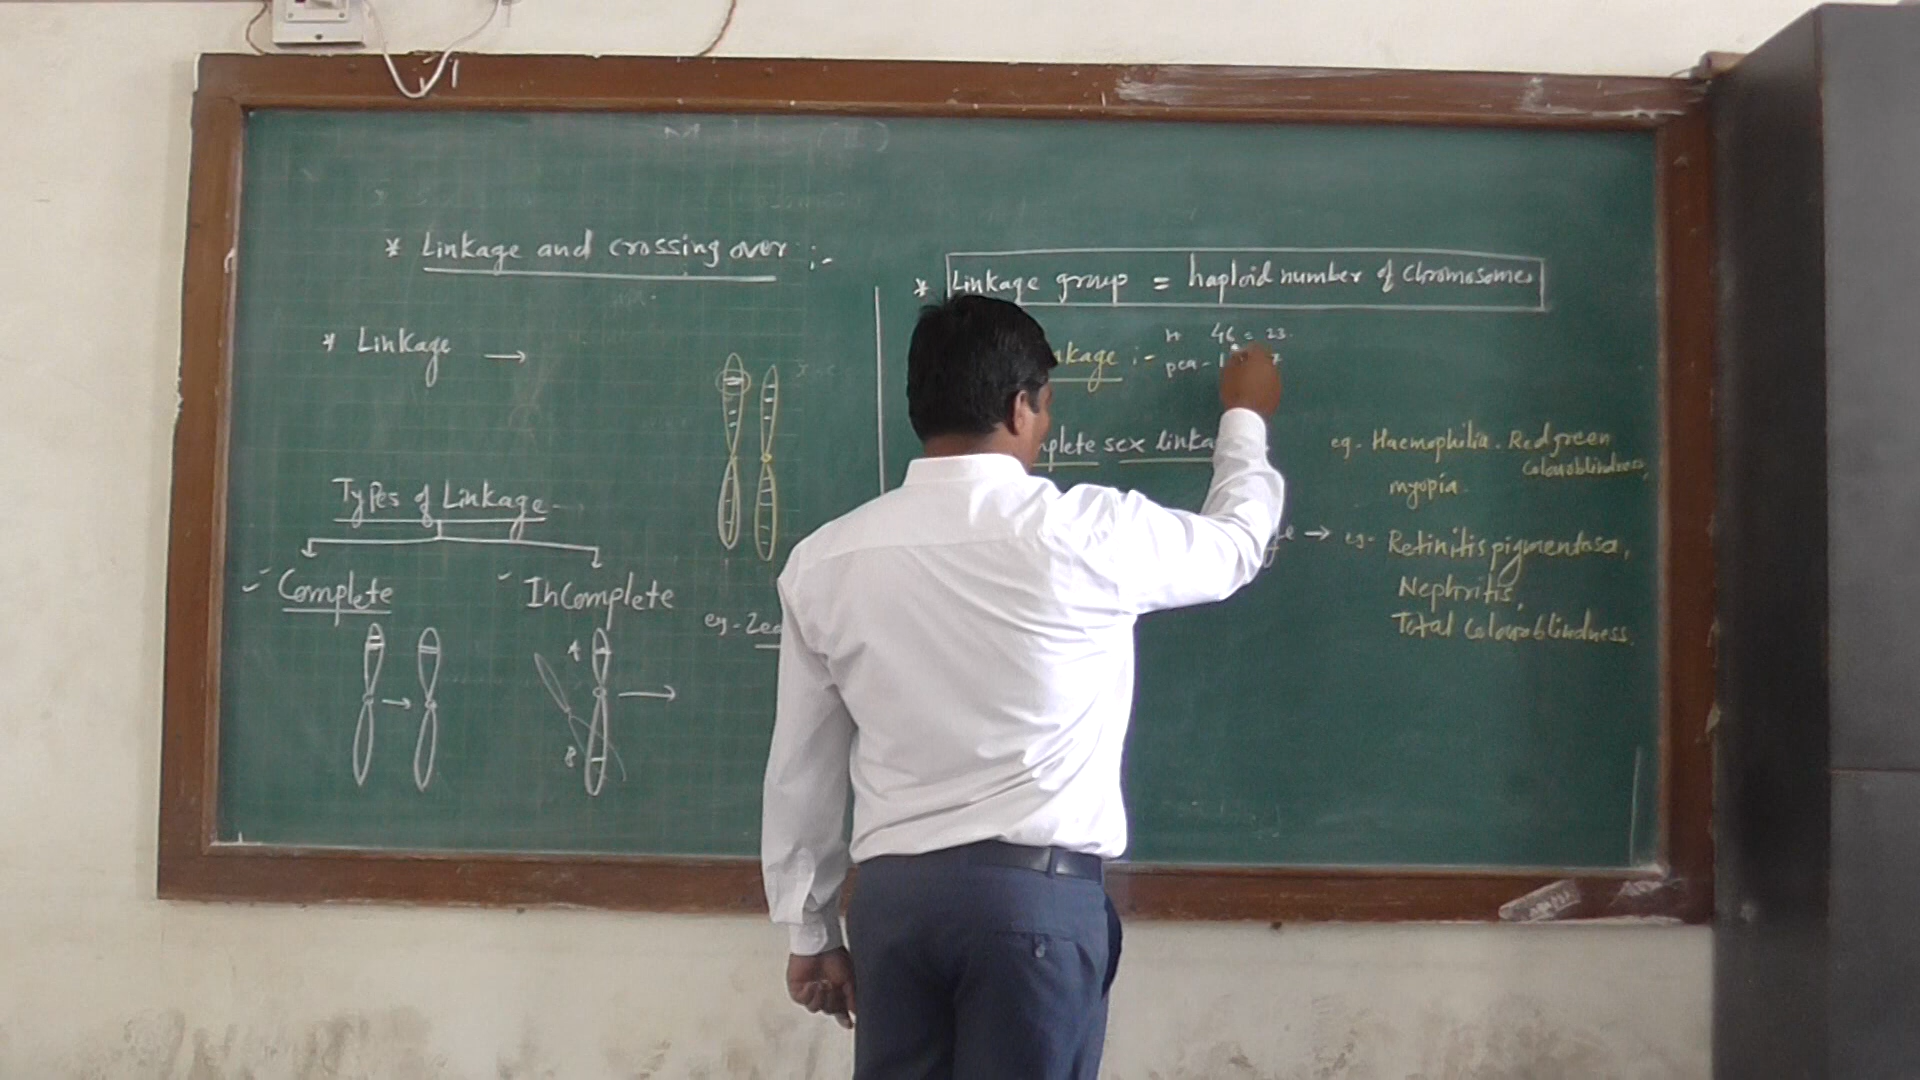 * Linkage and crossing over :-
* Linkage →
Types of Linkage
Complete
InComplete
A
B
eg - Zea
* Linkage group = haploid number of chromosomes
H 46 = 23
kage :- pea -
sex linka
eg - Haemophilia. Redgreen
Colourblindness,
myopia.
→ eg - Retinitis pigmentosa,
Nephritis,
Total Colourblindness.